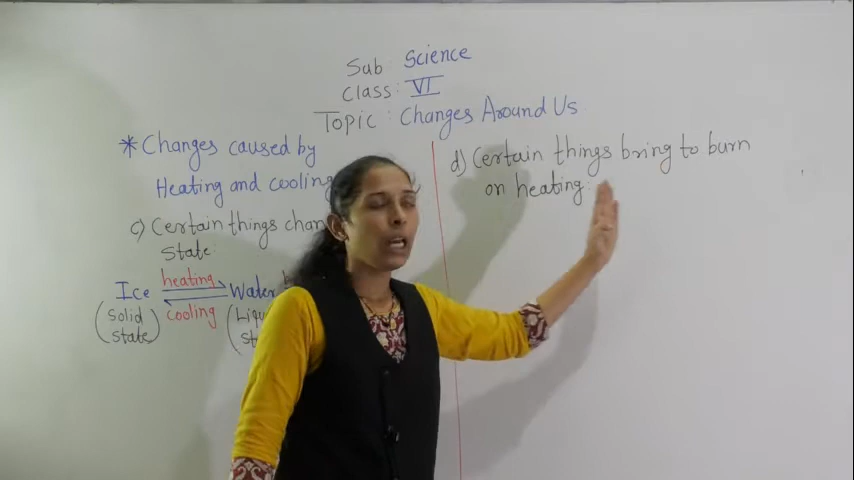 Sub: Science
Class: VI
Topic: Changes Around Us
* Changes caused by
Heating and cooling
c) Certain things
state:
Ice heating Water
(Solid state) cooling
d) Certain things bring to burn
on heating: